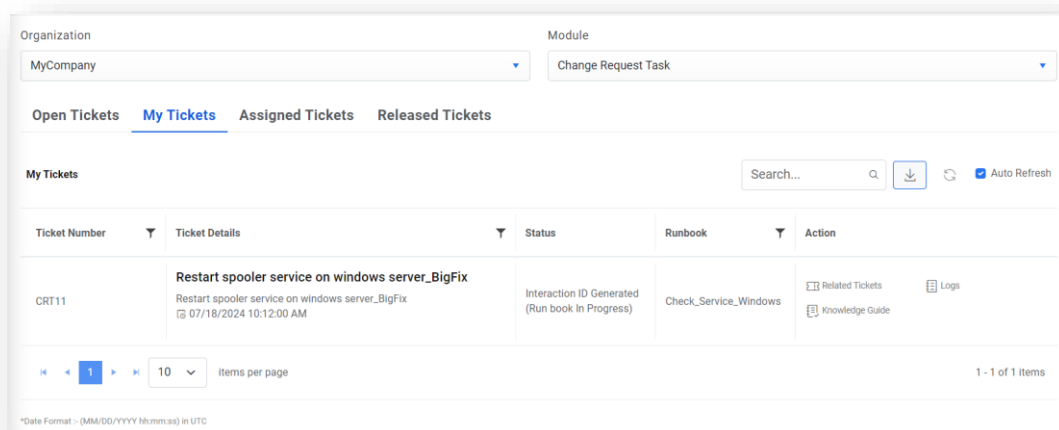 Organization Module
MyCompany Change Request Task
Open Tickets My Tickets Assigned Tickets Released Tickets
My Tickets Search... Auto Refresh
Ticket Number Ticket Details Status Runbook Action
Restart spooler service on windows server_BigFix
CRT11 Restart spooler service on windows server_BigFix Interaction ID Generated Check_Service_Windows Related Tickets Logs
07/18/2024 10:12:00 AM (Run book In Progress) Knowledge Guide
1 10 items per page 1 - 1 of 1 items
*Date Format :- (MM/DD/YYYY hh:mm:ss) in UTC